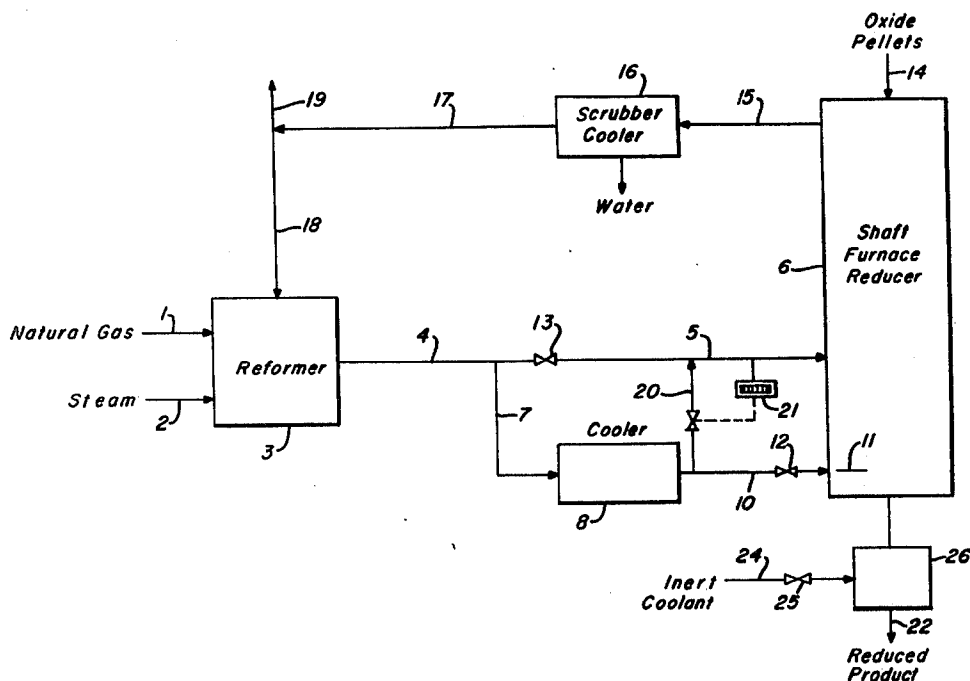 Oxide
Pellets
14
16
19
17
Scrubber
Cooler
15
Water
18
Shaft
Furnace
Reducer
6
Natural Gas
1
Reformer
4
13
5
Steam
2
3
7
20
21
Cooler
12
11
8
10
24
26
Inert
Coolant
25
22
Reduced
Product